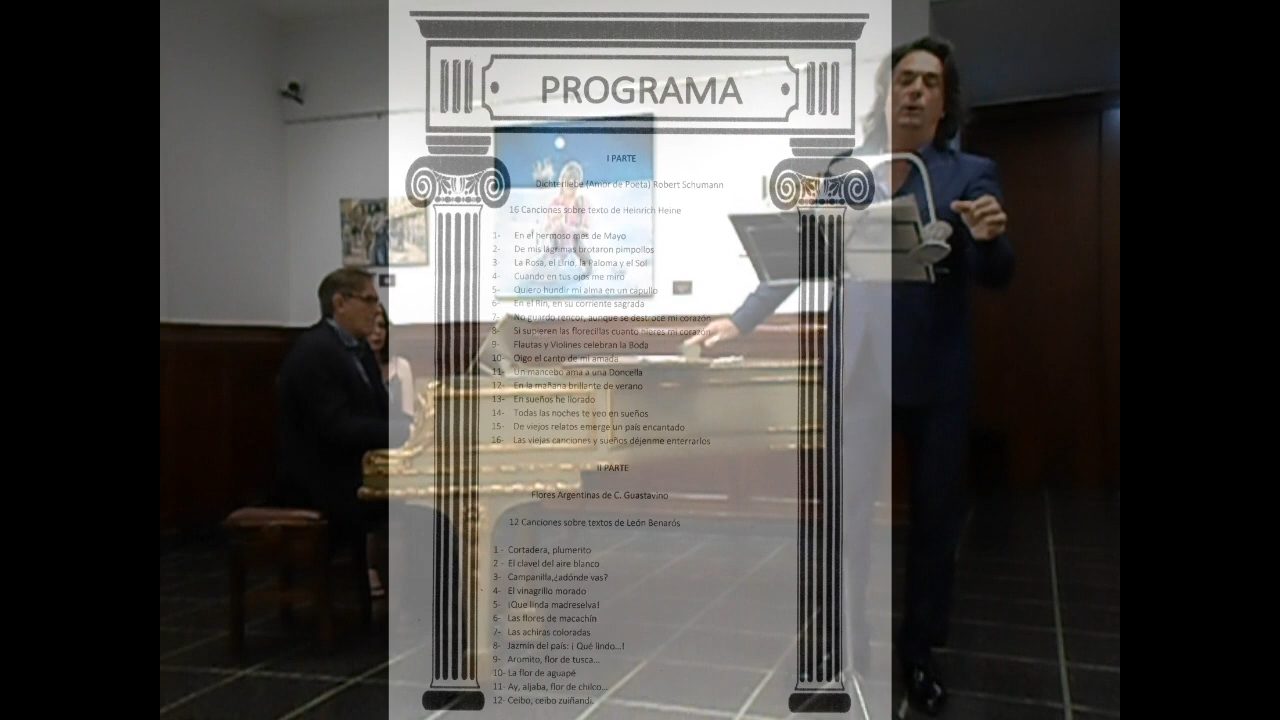 PROGRAMA
I PARTE
Dichterliebe (Amor de Poeta) Robert Schumann
16 Canciones sobre texto de Heinrich Heine
1- En el hermoso mes de Mayo
2- De mis lágrimas brotaron pimpollos
3- La Rosa, el Lirio, la Paloma y el Sol
4- Cuando en tus ojos me miro
5- Quiero hundir mi alma en un capullo
6- En el Rin, en su corriente sagrada
7- No guardo rencor, aunque se destroce mi corazón
8- Si supieren las florecillas cuanto hieres mi corazón
9- Flautas y Violines celebran la Boda
10- Oigo el canto de mi amada
11- Un mancebo ama a una Doncella
12- En la mañana brillante de verano
13- En sueños he llorado
14- Todas las noches te veo en sueños
15- De viejos relatos emerge un país encantado
16- Las viejas canciones y sueños déjenme enterrarlos
II PARTE
Flores Argentinas de C. Guastavino
12 Canciones sobre textos de León Benarós
1 - Cortadera, plumerito
2 - El clavel del aire blanco
3- Campanilla,¿adónde vas?
4- El vinagrillo morado
5- ¡Que linda madreselva!
6- Las flores de macachín
7- Las achiras coloradas
8- Jazmín del país: ¡ Qué lindo...!
9- Aromito, flor de tusca...
10- La flor de aguapé
11- Ay, aljaba, flor de chilco...
12- Ceibo, ceibo zuiñandi.